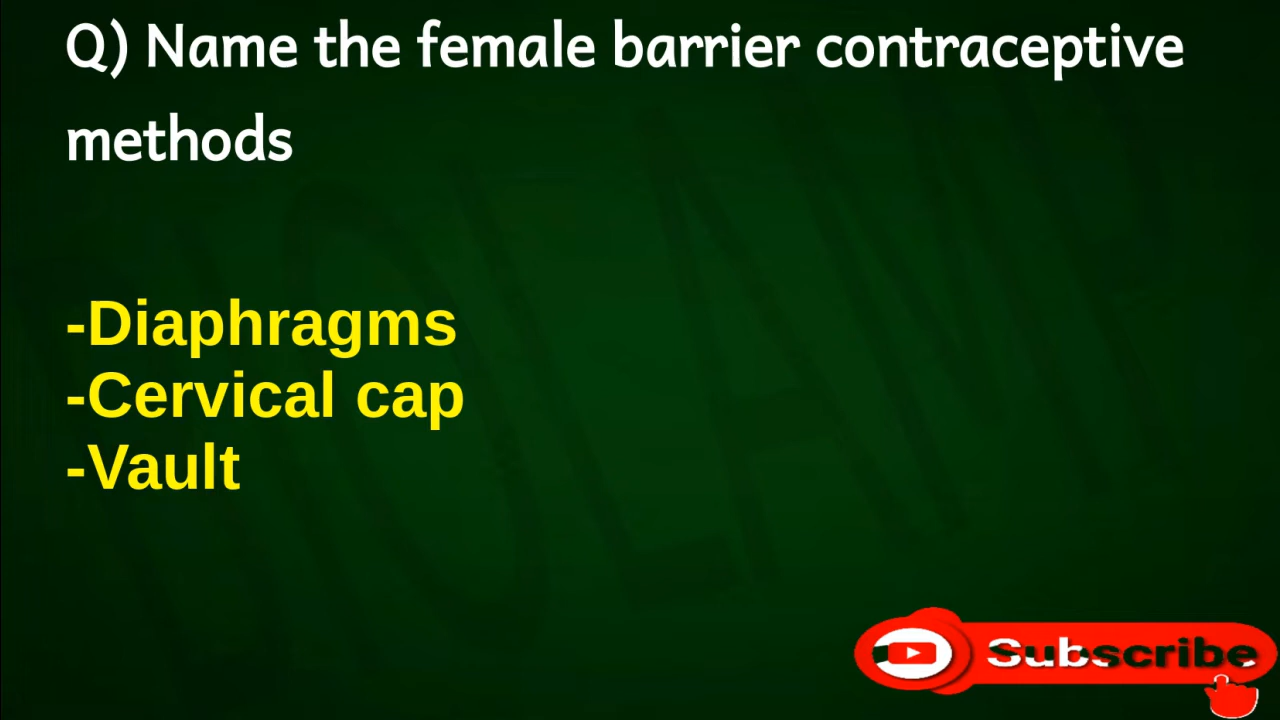 Q) Name the female barrier contraceptive
methods
-Diaphragms
-Cervical cap
-Vault
Subscribe